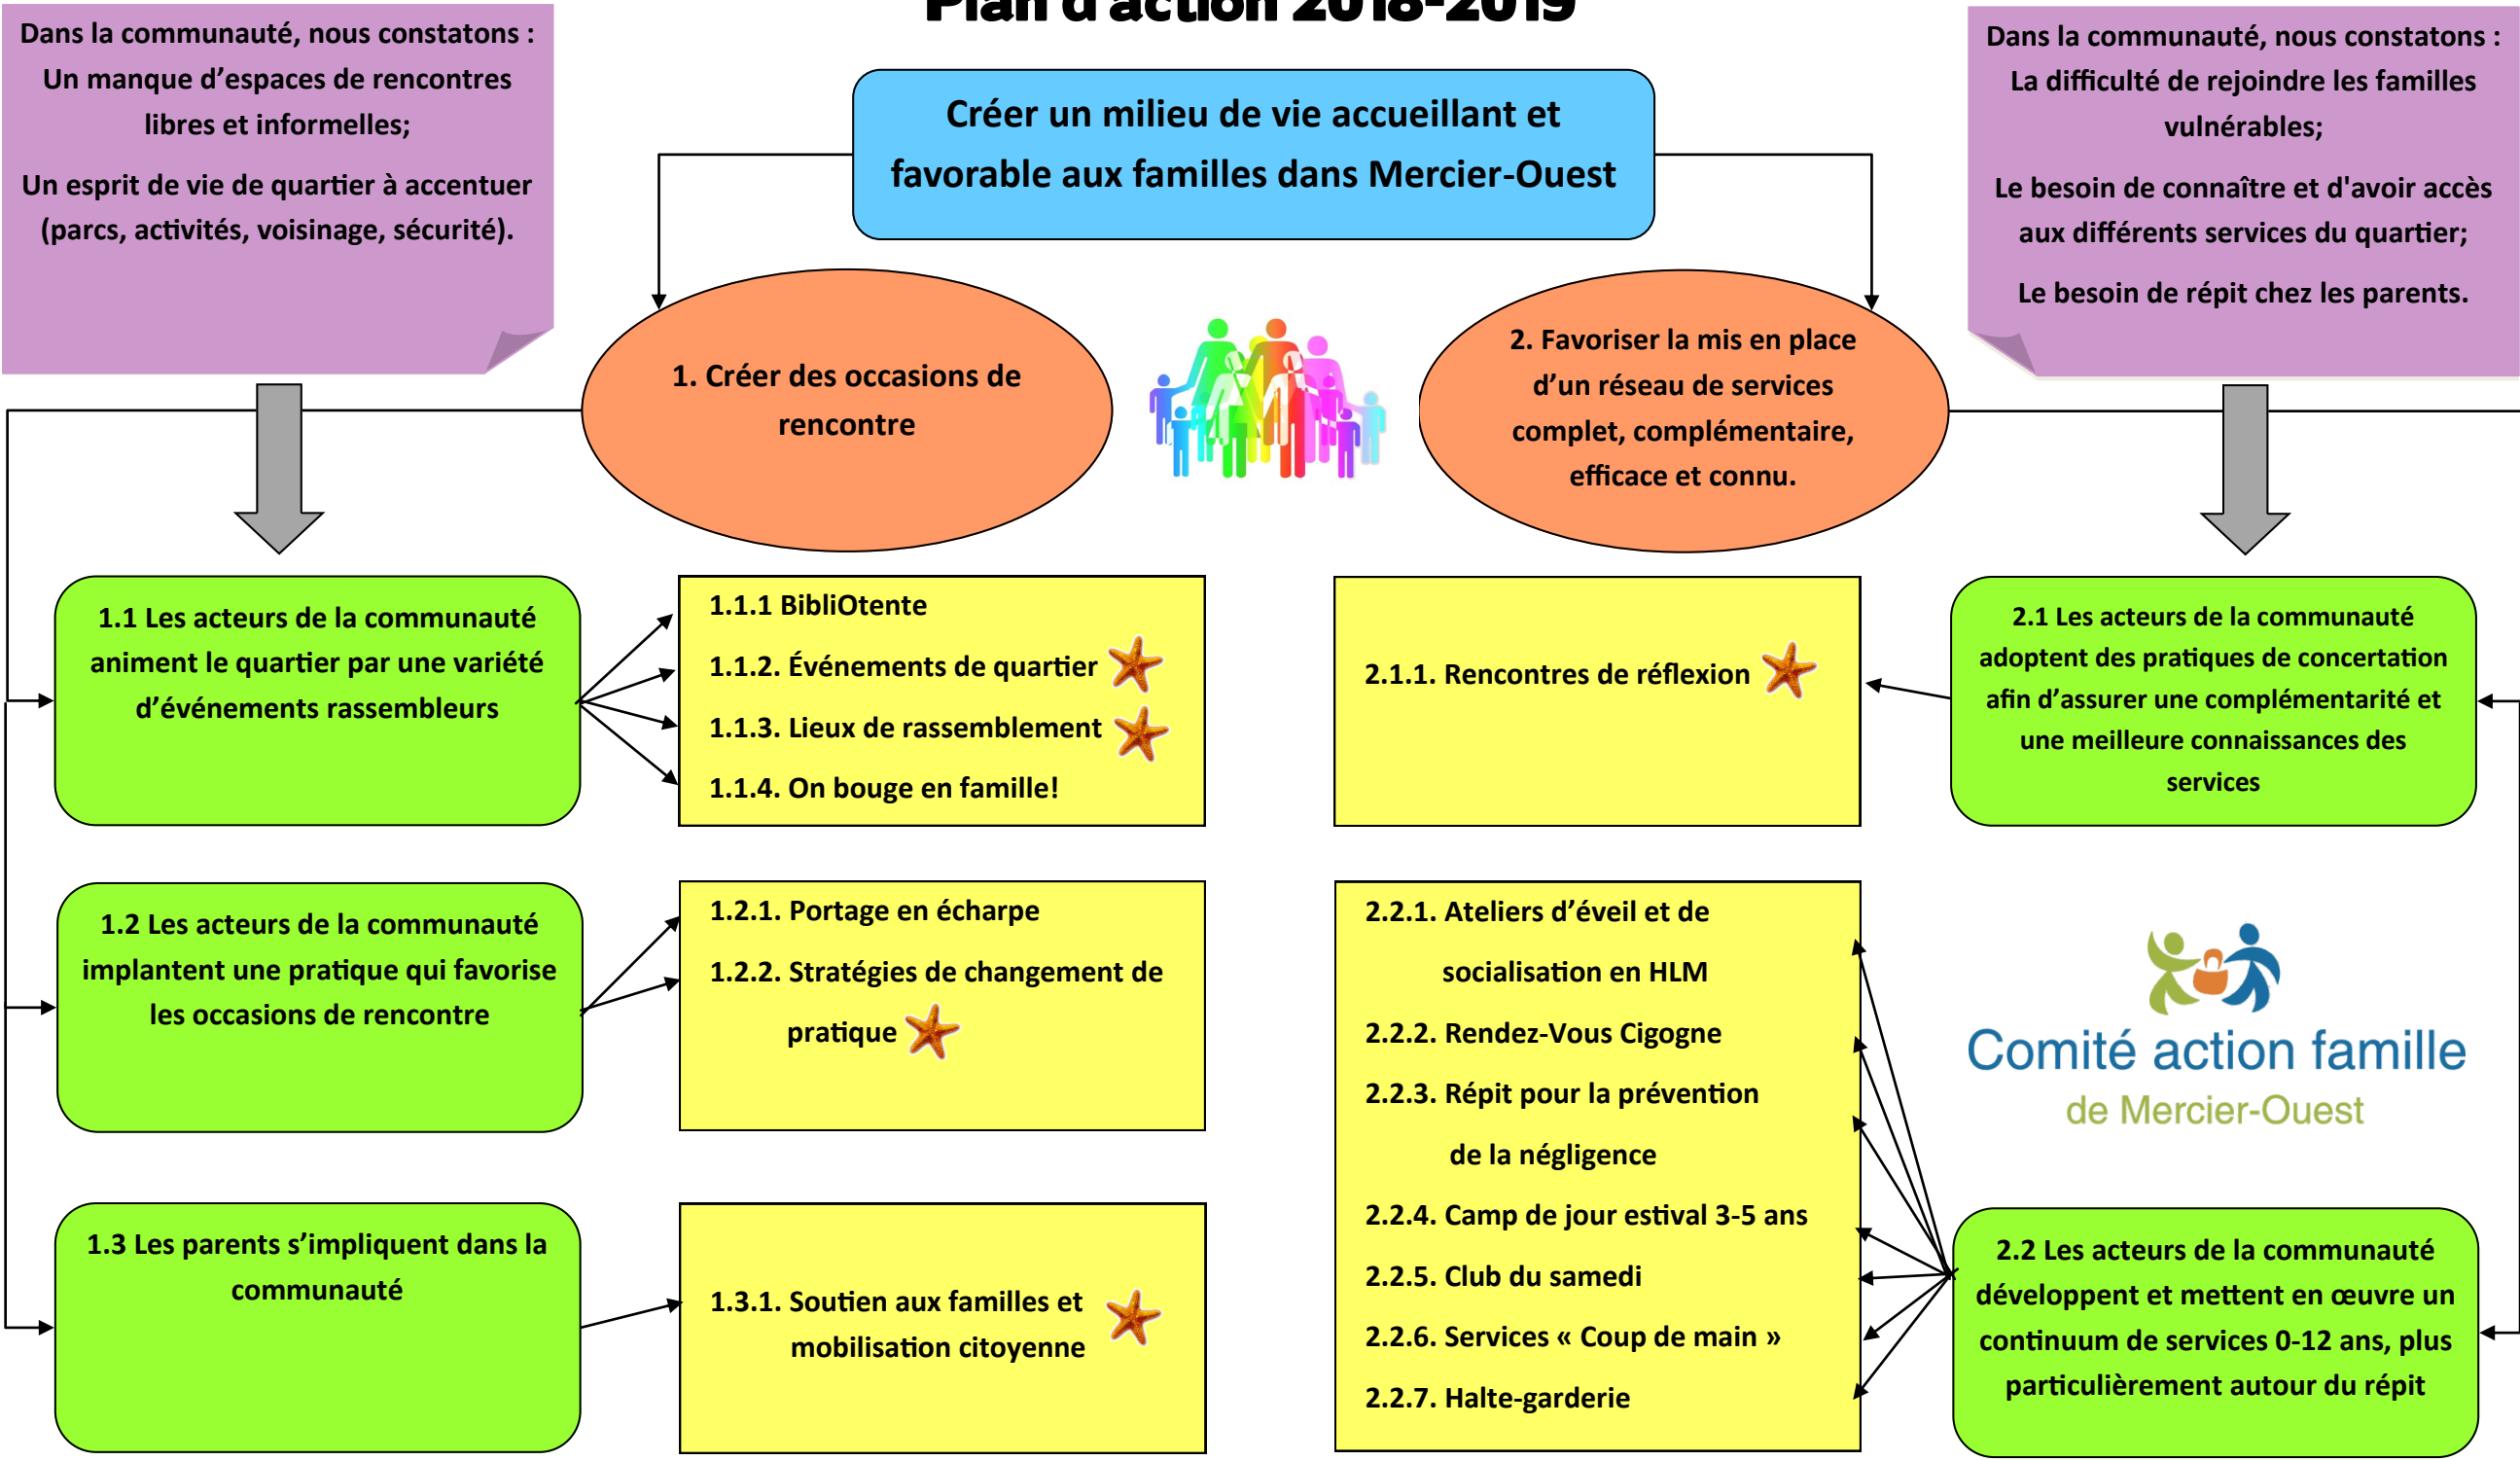 Plan d'action 2018-2019
Dans la communauté, nous constatons :
Un manque d'espaces de rencontres
libres et informelles;
Un esprit de vie de quartier à accentuer
(parcs, activités, voisinage, sécurité).
Créer un milieu de vie accueillant et
favorable aux familles dans Mercier-Ouest
Dans la communauté, nous constatons :
La difficulté de rejoindre les familles
vulnérables;
Le besoin de connaître et d'avoir accès
aux différents services du quartier;
Le besoin de répit chez les parents.
1. Créer des occasions de
rencontre
2. Favoriser la mis en place
d'un réseau de services
complet, complémentaire,
efficace et connu.
1.1 Les acteurs de la communauté
animent le quartier par une variété
d'événements rassembleurs
1.1.1 BibliOtente
1.1.2. Événements de quartier
1.1.3. Lieux de rassemblement
1.1.4. On bouge en famille!
2.1.1. Rencontres de réflexion
2.1 Les acteurs de la communauté
adoptent des pratiques de concertation
afin d'assurer une complémentarité et
une meilleure connaissances des
services
1.2 Les acteurs de la communauté
implantent une pratique qui favorise
les occasions de rencontre
1.2.1. Portage en écharpe
1.2.2. Stratégies de changement de
pratique
1.3 Les parents s'impliquent dans la
communauté
1.3.1. Soutien aux familles et
mobilisation citoyenne
2.2.1. Ateliers d'éveil et de
socialisation en HLM
2.2.2. Rendez-Vous Cigogne
2.2.3. Répit pour la prévention
de la négligence
2.2.4. Camp de jour estival 3-5 ans
2.2.5. Club du samedi
2.2.6. Services « Coup de main »
2.2.7. Halte-garderie
Comité action famille
de Mercier-Ouest
2.2 Les acteurs de la communauté
développent et mettent en œuvre un
continuum de services 0-12 ans, plus
particulièrement autour du répit